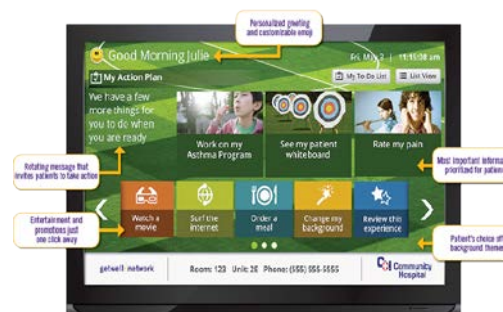 Personalized greeting
and customizable emoji
Good Morning Julie
Fri, May 3 | 11:15:08 am
My Action Plan
My To-Do List
List View
We have a few
more things for
you to do when
you are ready
Work on my
Asthma Program
See my patient
whiteboard
Rate my pain
Rotating message that
invites patients to take action
Most important informa
prioritized for patien
Entertainment and
promotions just
one click away
Watch a
movie
Surf the
internet
Order a
meal
Change my
background
Review this
experience
Patient's choice of
background theme
getwell network
Room: 123 Unit: 2E Phone: (555) 555-5555
Community
Hospital